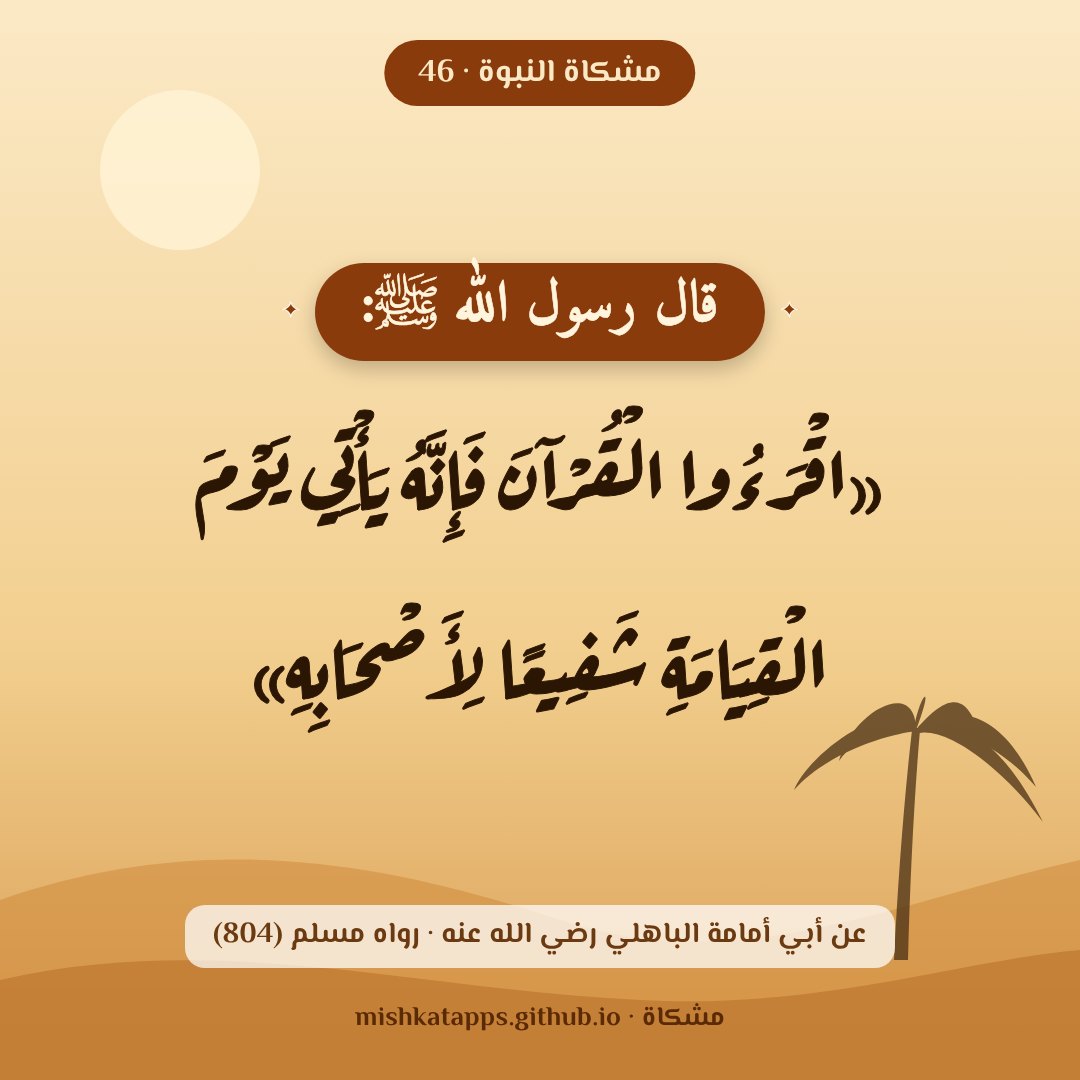 مشكاة النبوة · 46
قال رسول الله ﷺ:
«اقْرَءُوا الْقُرْآنَ فَإِنَّهُ يَأْتِي يَوْمَ
الْقِيَامَةِ شَفِيعًا لِأَصْحَابِهِ»
عن أبي أمامة الباهلي رضي الله عنه · رواه مسلم (804)
مشكاة · mishkatapps.github.io